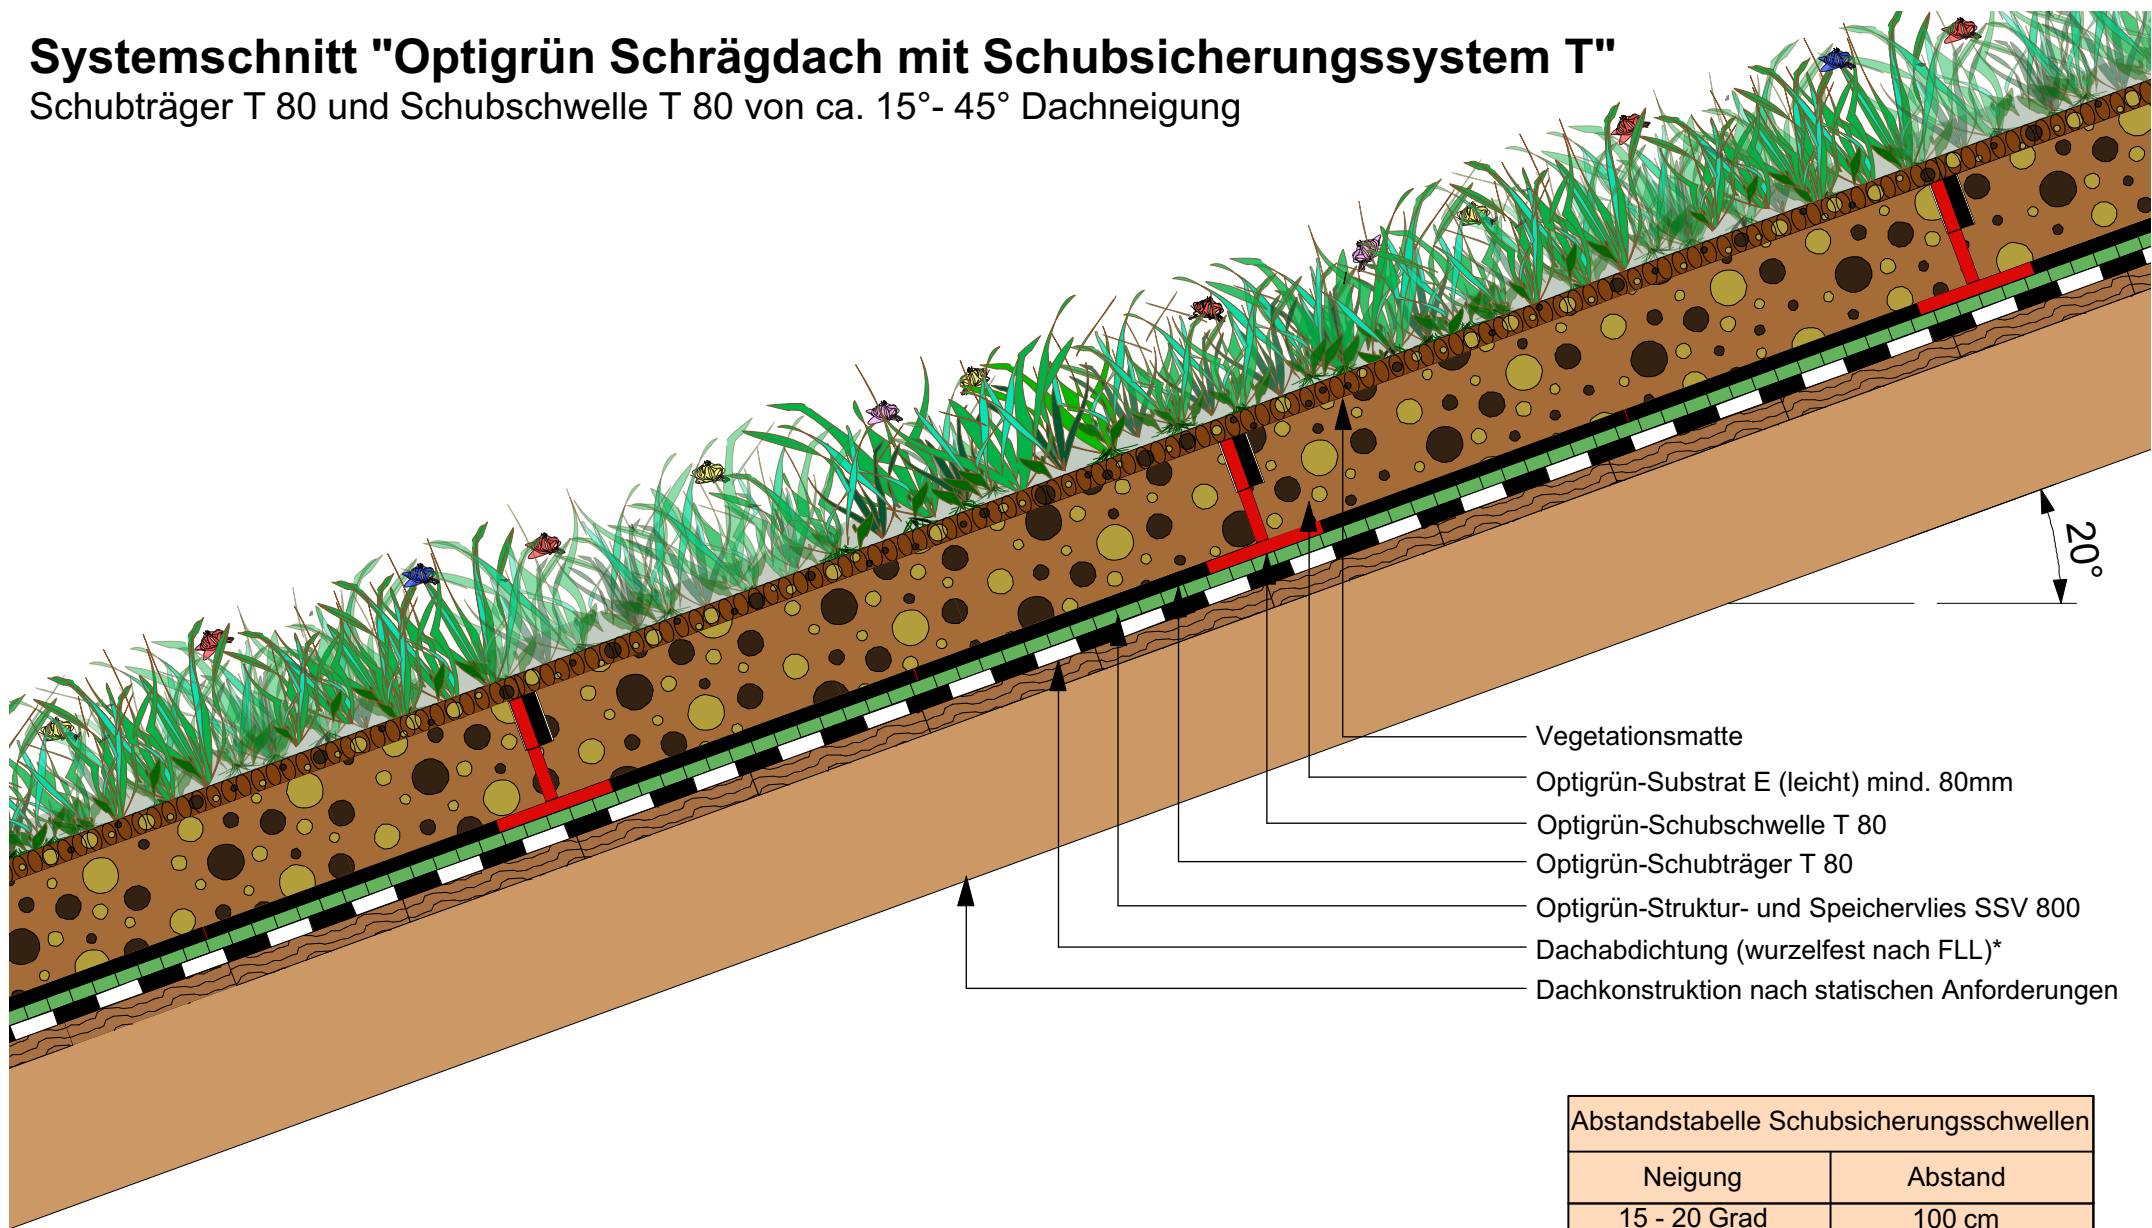 Systemschnitt "Optigrün Schrägdach mit Schubsicherungssystem T"
Schubträger T 80 und Schubschwelle T 80 von ca. 15°- 45° Dachneigung
20°
Vegetationsmatte
Optigrün-Substrat E (leicht) mind. 80mm
Optigrün-Schubschwelle T 80
Optigrün-Schubträger T 80
Optigrün-Struktur- und Speichervlies SSV 800
Dachabdichtung (wurzelfest nach FLL)*
Dachkonstruktion nach statischen Anforderungen
Abstandstabelle Schubsicherungsschwellen
Neigung Abstand
15 - 20 Grad 100 cm